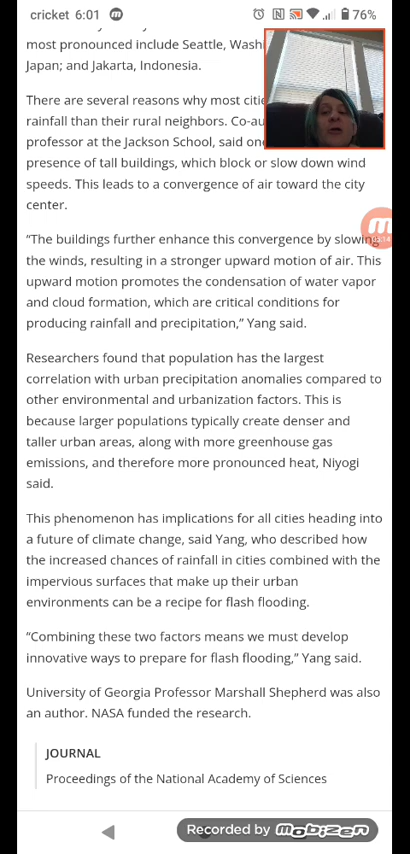 cricket 6:01 76%
most pronounced include Seattle,
Japan; and Jakarta, Indonesia.
There are several reasons why most
rainfall than their rural neighbors.
professor at the Jackson School, said
presence of tall buildings, which block or slow down wind
speeds. This leads to a convergence of air toward the city
center.
“The buildings further enhance this convergence by slowing
the winds, resulting in a stronger upward motion of air. This
upward motion promotes the condensation of water vapor
and cloud formation, which are critical conditions for
producing rainfall and precipitation,” Yang said.
Researchers found that population has the largest
correlation with urban precipitation anomalies compared to
other environmental and urbanization factors. This is
because larger populations typically create denser and
taller urban areas, along with more greenhouse gas
emissions, and therefore more pronounced heat, Niyogi
said.
This phenomenon has implications for all cities heading into
a future of climate change, said Yang, who described how
the increased chances of rainfall in cities combined with the
impervious surfaces that make up their urban
environments can be a recipe for flash flooding.
“Combining these two factors means we must develop
innovative ways to prepare for flash flooding,” Yang said.
University of Georgia Professor Marshall Shepherd was also
an author. NASA funded the research.
JOURNAL
Proceedings of the National Academy of Sciences
Recorded by mobizen